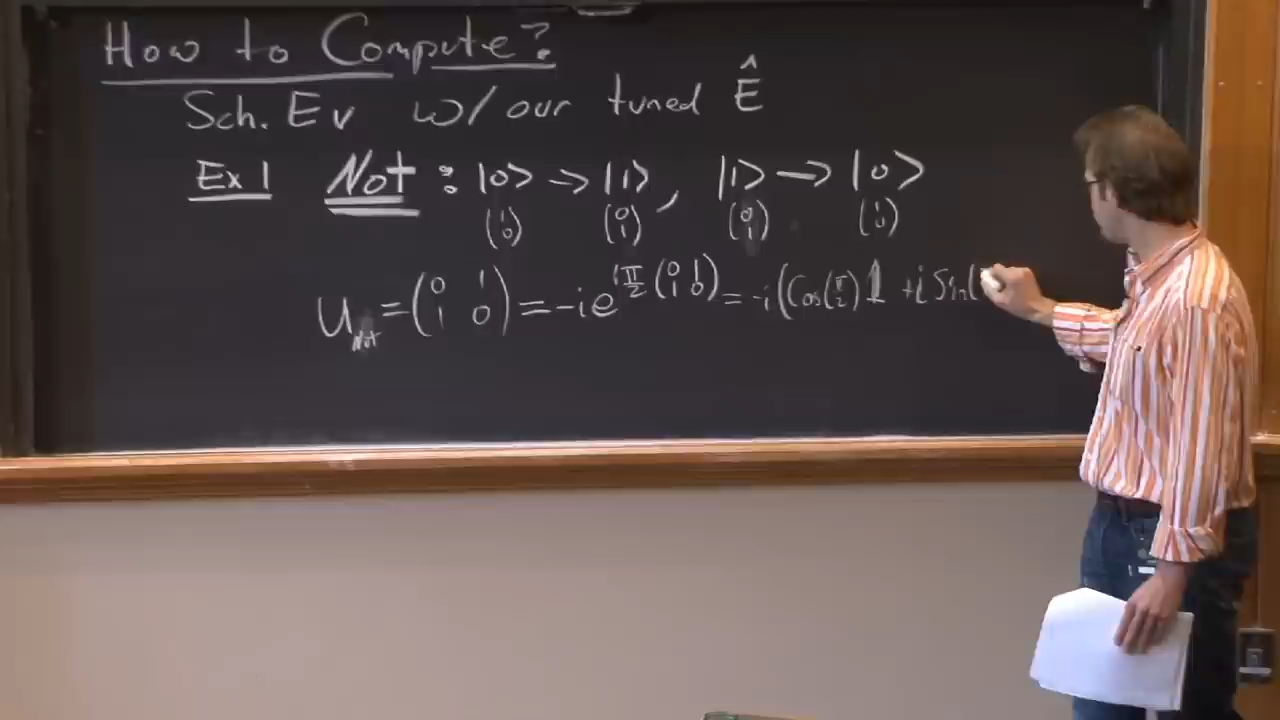 How to Compute?
Sch. Ev w/ our tuned Ê
Ex 1 Not : |0> → |1> , |1> → |0>
(1 0) (0 1) (0 1) (1 0)
U_Not = (0 1 1 0) = -i e^{i π/2 (0 1 1 0)} = -i (Cos(π/2) 1 + i Sin(